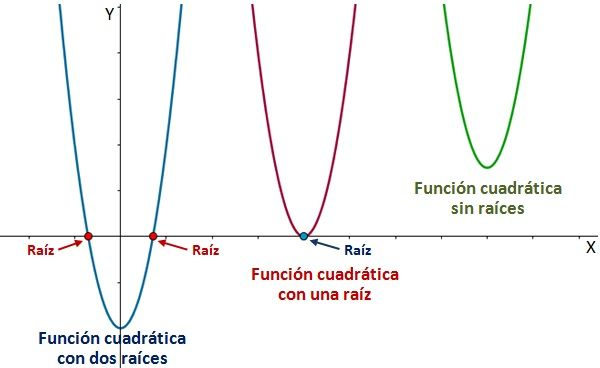 Y
Función cuadrática
sin raíces
Raíz
Raíz
Raíz
X
Función cuadrática
con una raíz
Función cuadrática
con dos raíces